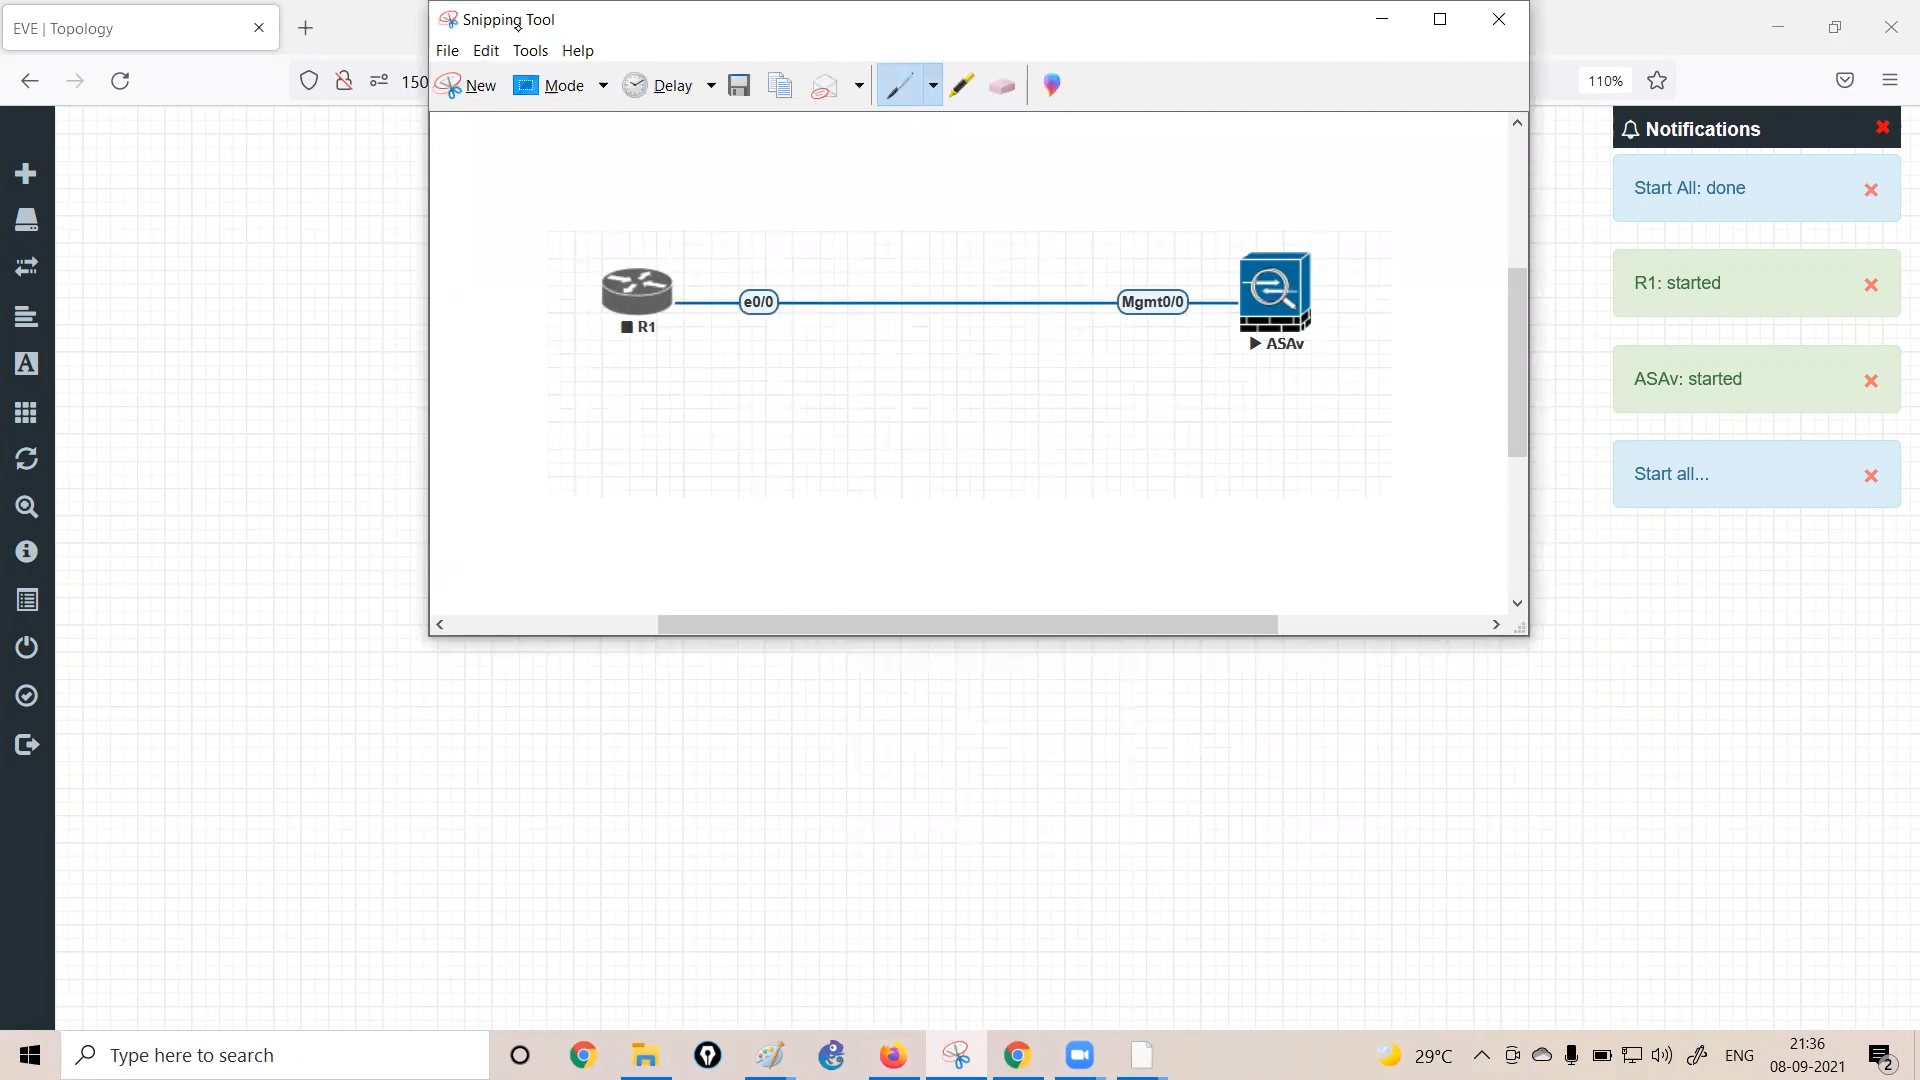 EVE | Topology
Snipping Tool
File Edit Tools Help
150
New Mode Delay
110%
Notifications
Start All: done
R1: started
ASAv: started
Start all...
e0/0
Mgmt0/0
R1
ASAv
Type here to search
29°C
ENG
21:36
08-09-2021
2